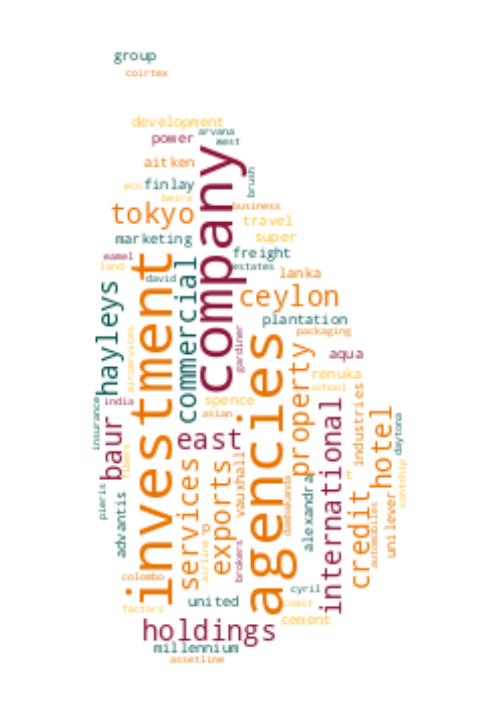 group
coirtex
development
arvana
power
west
company
aitken
brush
finlay
eco
beira
business
tokyo
travel
super
marketing
freight
eamel
land
estates
david
lanka
investment
commercial
hayleys
ceylon
plantation
packaging
gardiner
airservices
agencies
aqua
property
renuka
school
india
spence
asian
insurance
baur
east
international
industries
hotel
daytona
fibers
services
exports
vauxhall
pieris
advantis
dambakanda
alexandra
credit
unilever
contship
automobiles
airline
brokers
colombo
cyril
united
factors
coast
cement
holdings
millennium
assetline